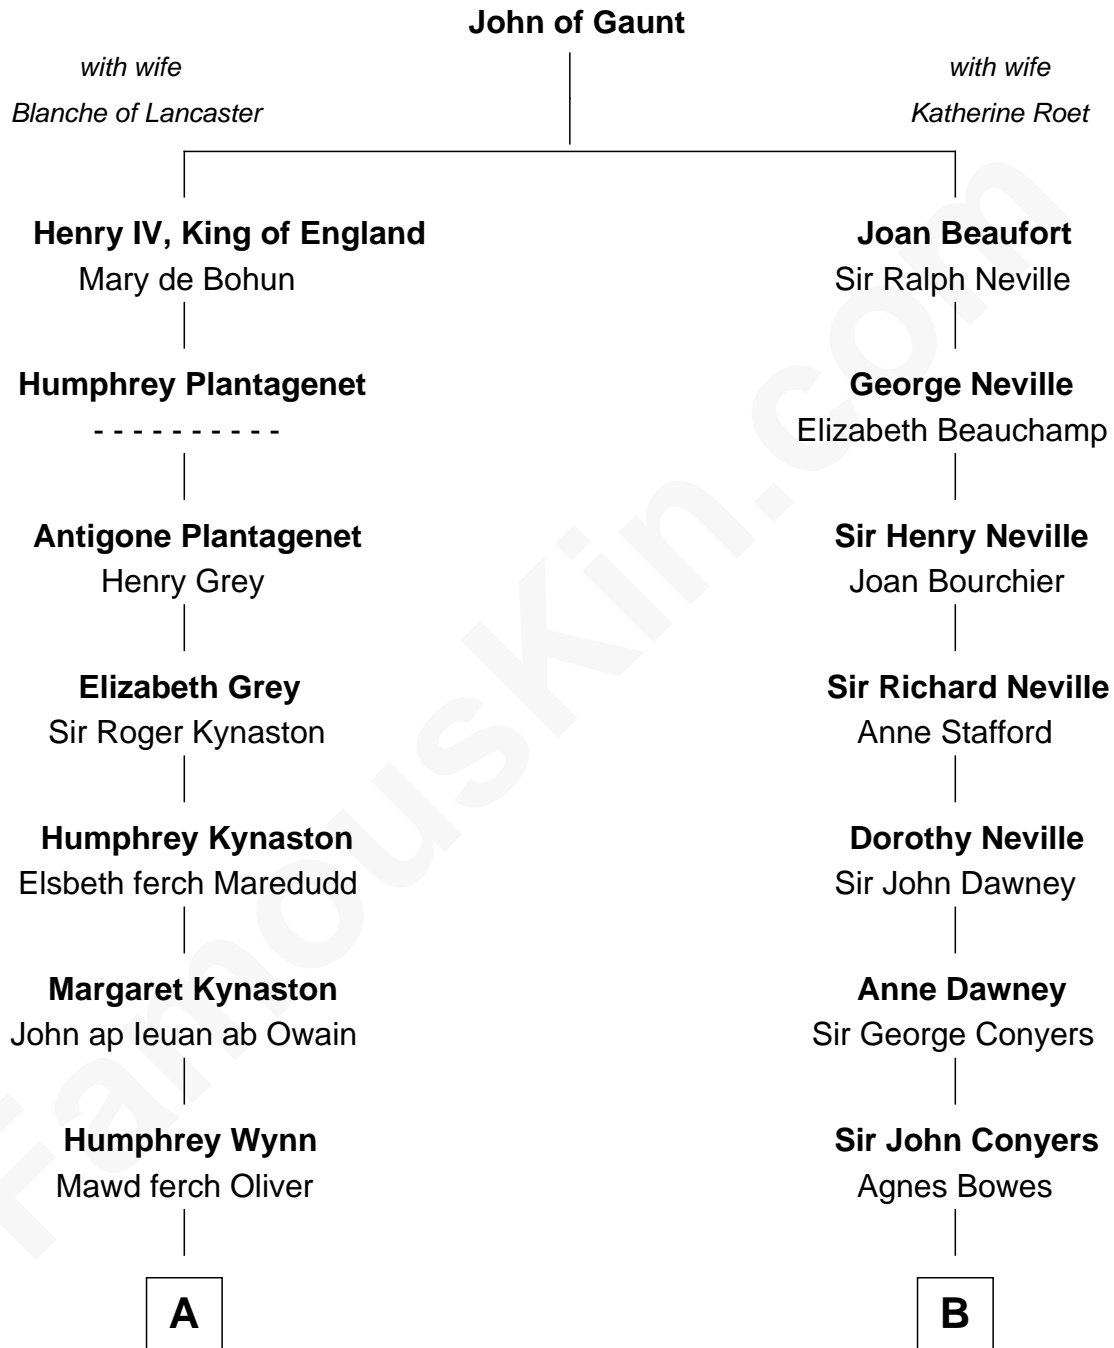 John of Gaunt
with wife
Blanche of Lancaster
with wife
Katherine Roet
Henry IV, King of England
Mary de Bohun
Joan Beaufort
Sir Ralph Neville
Humphrey Plantagenet
- - - - - - - - - -
George Neville
Elizabeth Beauchamp
Antigone Plantagenet
Henry Grey
Sir Henry Neville
Joan Bourchier
Elizabeth Grey
Sir Roger Kynaston
Sir Richard Neville
Anne Stafford
Humphrey Kynaston
Elsbeth ferch Maredudd
Dorothy Neville
Sir John Dawney
Margaret Kynaston
John ap Ieuan ab Owain
Anne Dawney
Sir George Conyers
Humphrey Wynn
Mawd ferch Oliver
Sir John Conyers
Agnes Bowes
A
B
FamousKin.com